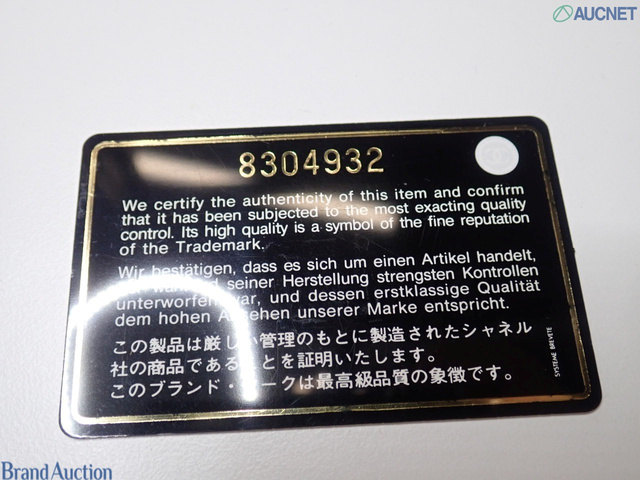 AUCNET
8304932
We certify the authenticity of this item and confirm
that it has been subjected to the most exacting quality
control. Its high quality is a symbol of the fine reputation
of the Trademark.
Wir bestätigen, dass es sich um einen Artikel handelt,
seiner Herstellung strengsten Kontrollen
unterworfen war, und dessen erstklassige Qualität
dem hohen Ansehen unserer Marke entspricht.
この製品は厳しい管理のもとに製造されたシャネル
社の商品であることを証明いたします。
このブランド・マークは最高級品質の象徴です。
SYSTEME BREVETE
Brand Auction